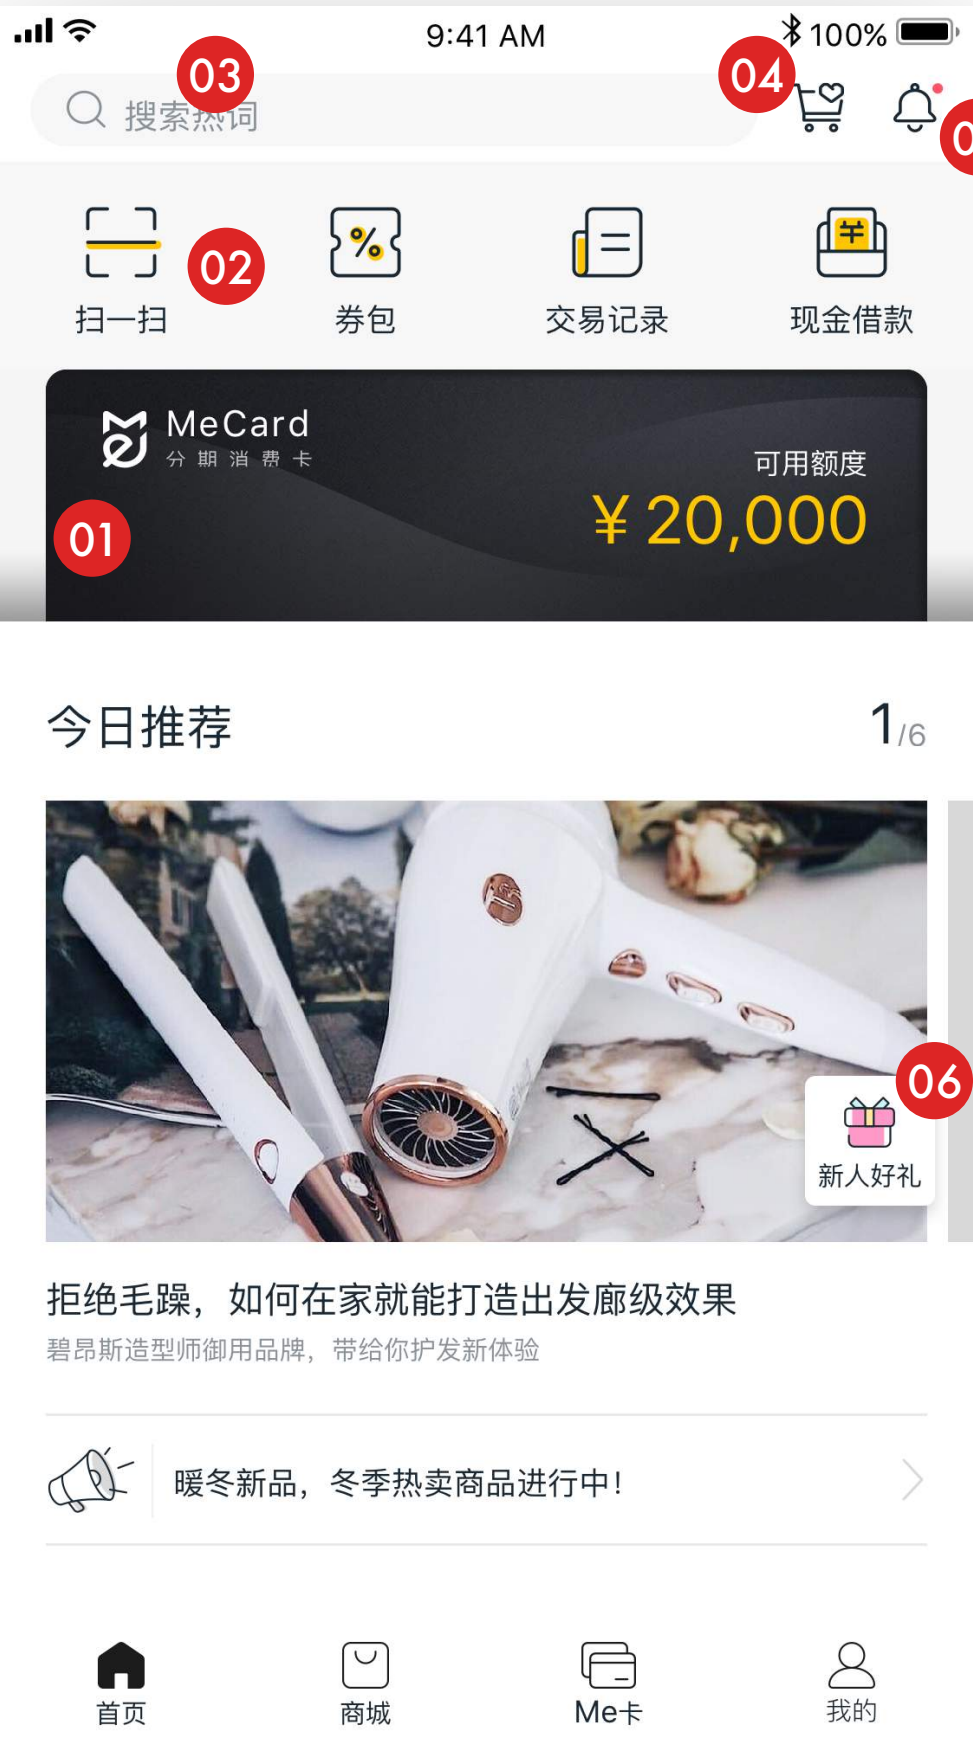 9:41 AM
100%
03
04
0
搜索热词
02
扫一扫
券包
交易记录
现金借款
MeCard
分期消费卡
可用额度
¥20,000
01
今日推荐
1/6
06
新人好礼
拒绝毛躁，如何在家就能打造出发廊级效果
碧昂斯造型师御用品牌，带给你护发新体验
暖冬新品，冬季热卖商品进行中！
首页
商城
Me卡
我的